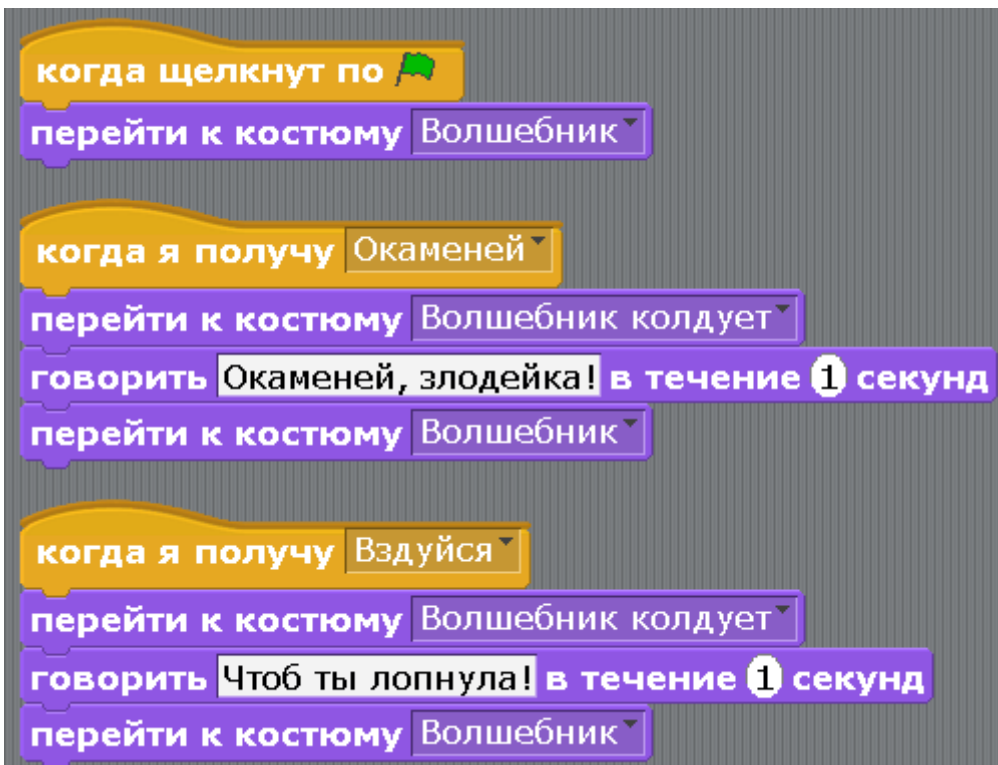 когда щелкнут по
перейти к костюму Волшебник
когда я получу Окаменей
перейти к костюму Волшебник колдует
говорить Окаменей, злодейка! в течение 1 секунд
перейти к костюму Волшебник
когда я получу Вздуйся
перейти к костюму Волшебник колдует
говорить Чтоб ты лопнула! в течение 1 секунд
перейти к костюму Волшебник